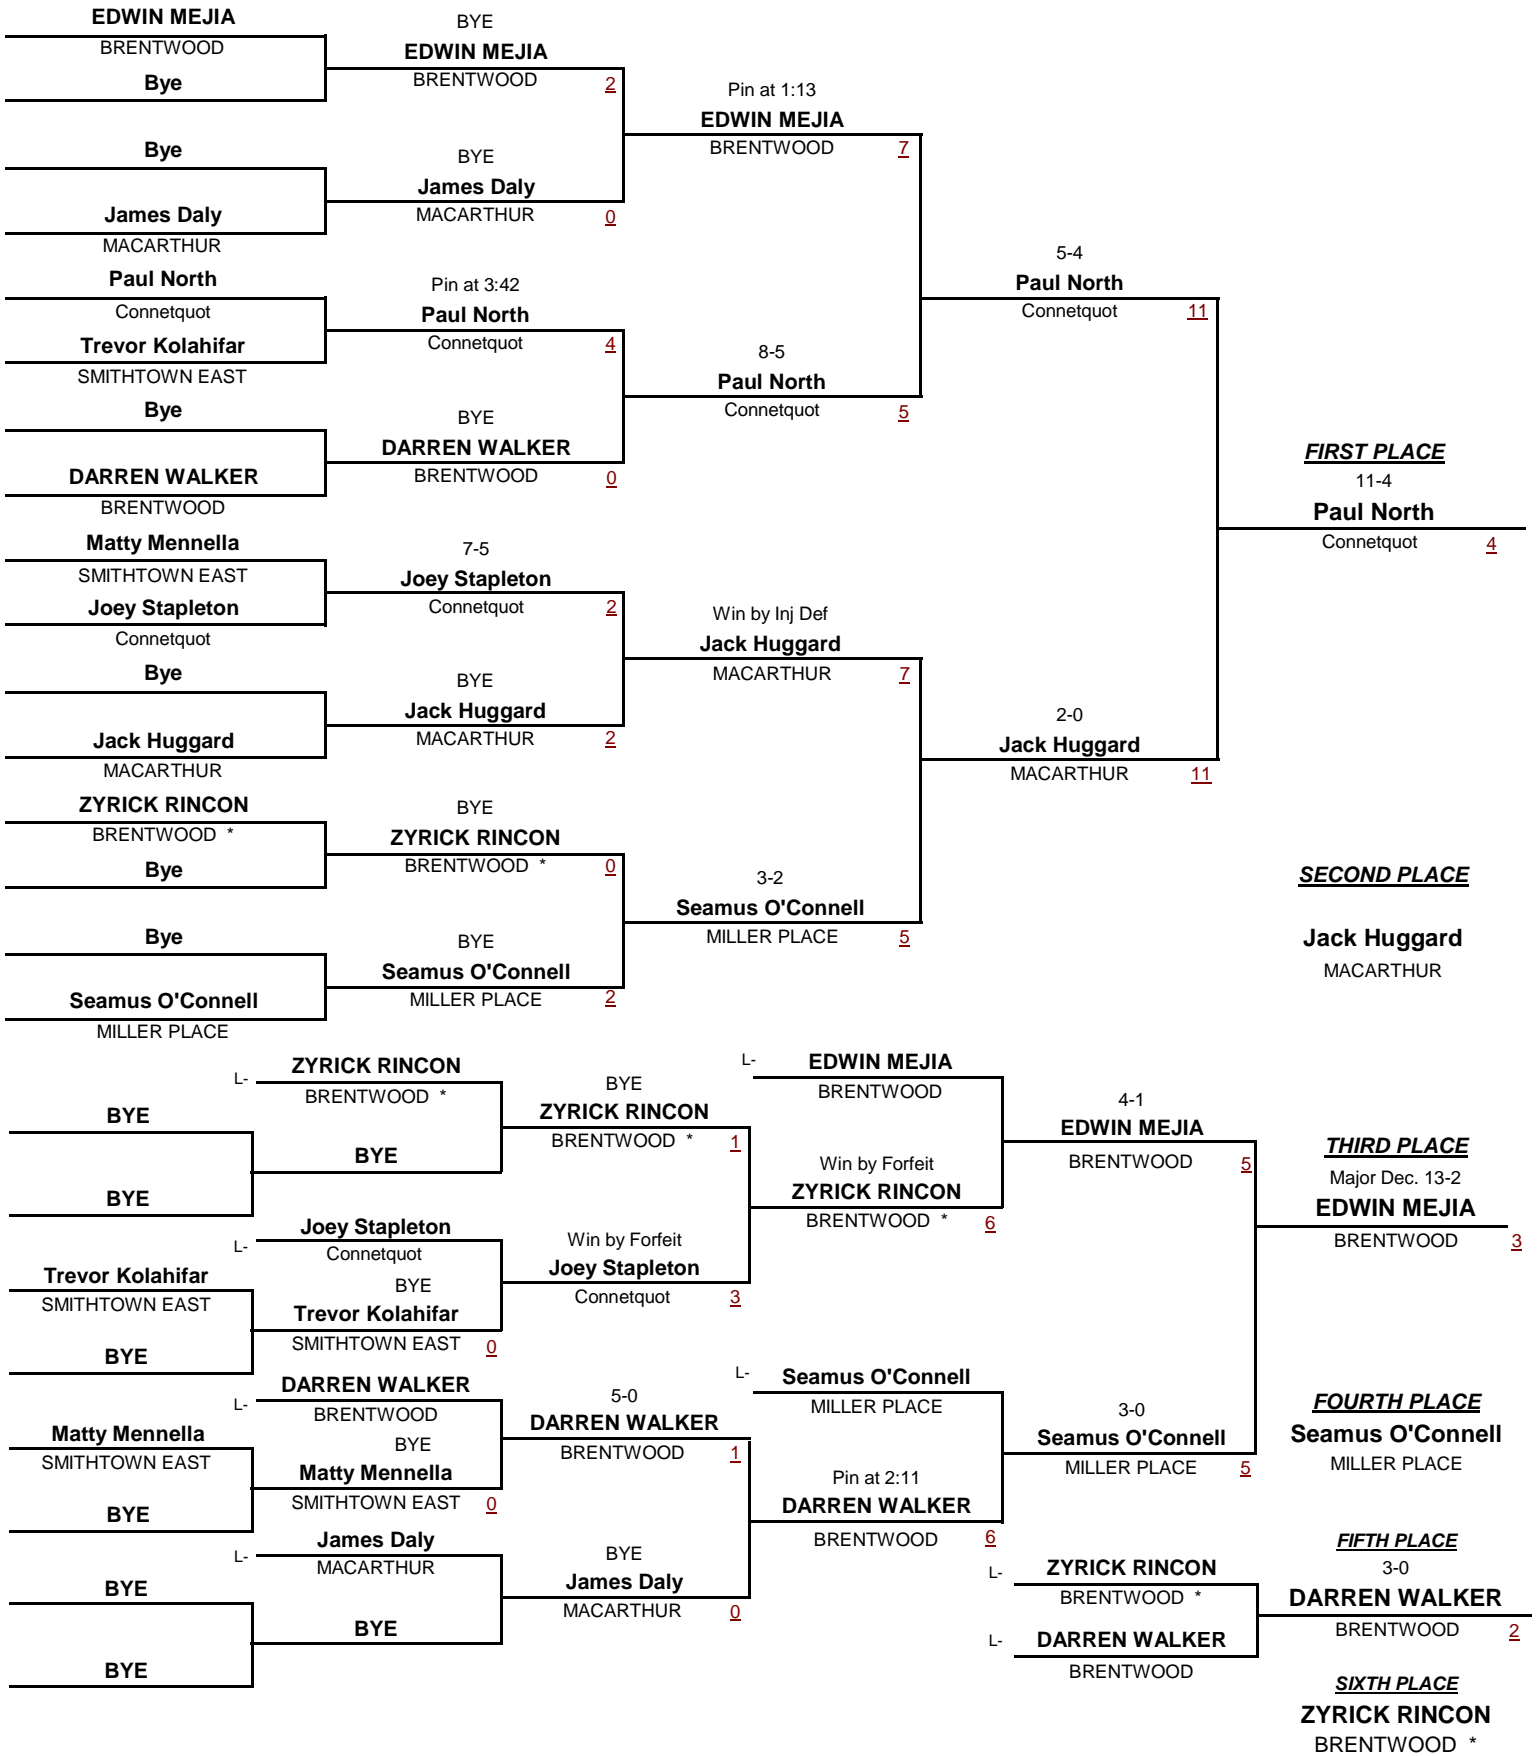 EDWIN MEJIA
BRENTWOOD
Bye
Bye
James Daly
MACARTHUR
Paul North
Connetquot
Trevor Kolahifar
SMITHTOWN EAST
Bye
DARREN WALKER
BRENTWOOD
Matty Mennella
SMITHTOWN EAST
Joey Stapleton
Connetquot
Bye
Jack Huggard
MACARTHUR
ZYRICK RINCON
BRENTWOOD *
Bye
Bye
Seamus O'Connell
MILLER PLACE
BYE
EDWIN MEJIA
BRENTWOOD 2
BYE
James Daly
MACARTHUR 0
Pin at 3:42
Paul North
Connetquot 4
BYE
DARREN WALKER
BRENTWOOD 0
7-5
Joey Stapleton
Connetquot 2
BYE
Jack Huggard
MACARTHUR 2
BYE
ZYRICK RINCON
BRENTWOOD * 0
BYE
Seamus O'Connell
MILLER PLACE 2
Pin at 1:13
EDWIN MEJIA
BRENTWOOD 7
8-5
Paul North
Connetquot 5
Win by Inj Def
Jack Huggard
MACARTHUR 7
3-2
Seamus O'Connell
MILLER PLACE 5
5-4
Paul North
Connetquot 11
2-0
Jack Huggard
MACARTHUR 11
FIRST PLACE
11-4
Paul North
Connetquot 4
SECOND PLACE
Jack Huggard
MACARTHUR
BYE
BYE
Trevor Kolahifar
SMITHTOWN EAST
BYE
Matty Mennella
SMITHTOWN EAST
BYE
BYE
BYE
L- ZYRICK RINCON
BRENTWOOD *
BYE
L- Joey Stapleton
Connetquot
BYE
Trevor Kolahifar
SMITHTOWN EAST 0
L- DARREN WALKER
BRENTWOOD
BYE
Matty Mennella
SMITHTOWN EAST 0
L- James Daly
MACARTHUR
BYE
BYE
ZYRICK RINCON
BRENTWOOD * 1
Win by Forfeit
Joey Stapleton
Connetquot 3
5-0
DARREN WALKER
BRENTWOOD 1
BYE
James Daly
MACARTHUR 0
L- EDWIN MEJIA
BRENTWOOD
Win by Forfeit
ZYRICK RINCON
BRENTWOOD * 6
L- Seamus O'Connell
MILLER PLACE
Pin at 2:11
DARREN WALKER
BRENTWOOD 6
4-1
EDWIN MEJIA
BRENTWOOD 5
3-0
Seamus O'Connell
MILLER PLACE 5
THIRD PLACE
Major Dec. 13-2
EDWIN MEJIA
BRENTWOOD 3
FOURTH PLACE
Seamus O'Connell
MILLER PLACE
L- ZYRICK RINCON
BRENTWOOD *
L- DARREN WALKER
BRENTWOOD
FIFTH PLACE
3-0
DARREN WALKER
BRENTWOOD 2
SIXTH PLACE
ZYRICK RINCON
BRENTWOOD *